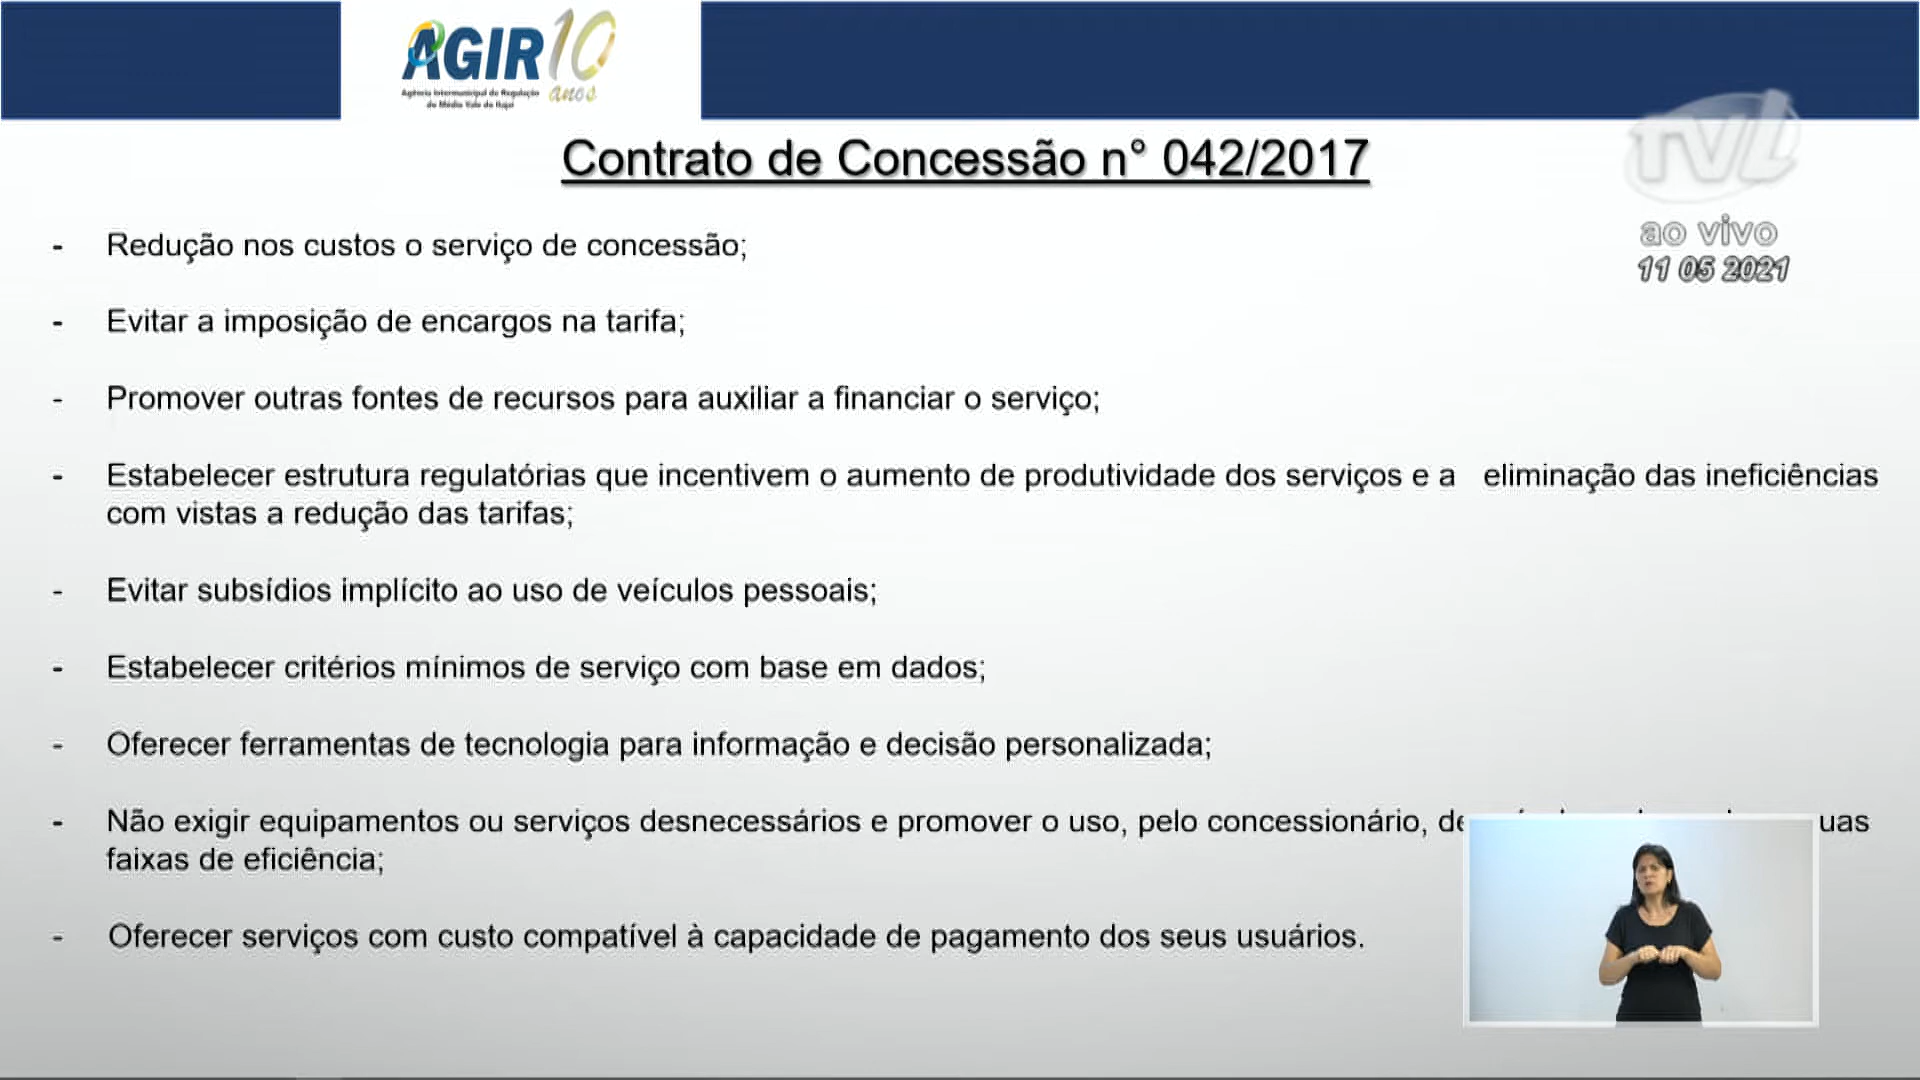 AGIR 10
anos
Agência Intermunicipal de Regulação
do Médio Vale do Itajaí
Contrato de Concessão n° 042/2017
TVL
ao vivo
11 05 2021
- Redução nos custos o serviço de concessão;
- Evitar a imposição de encargos na tarifa;
- Promover outras fontes de recursos para auxiliar a financiar o serviço;
- Estabelecer estrutura regulatórias que incentivem o aumento de produtividade dos serviços e a eliminação das ineficiências
com vistas a redução das tarifas;
- Evitar subsídios implícito ao uso de veículos pessoais;
- Estabelecer critérios mínimos de serviço com base em dados;
- Oferecer ferramentas de tecnologia para informação e decisão personalizada;
- Não exigir equipamentos ou serviços desnecessários e promover o uso, pelo concessionário, de uas
faixas de eficiência;
- Oferecer serviços com custo compatível à capacidade de pagamento dos seus usuários.